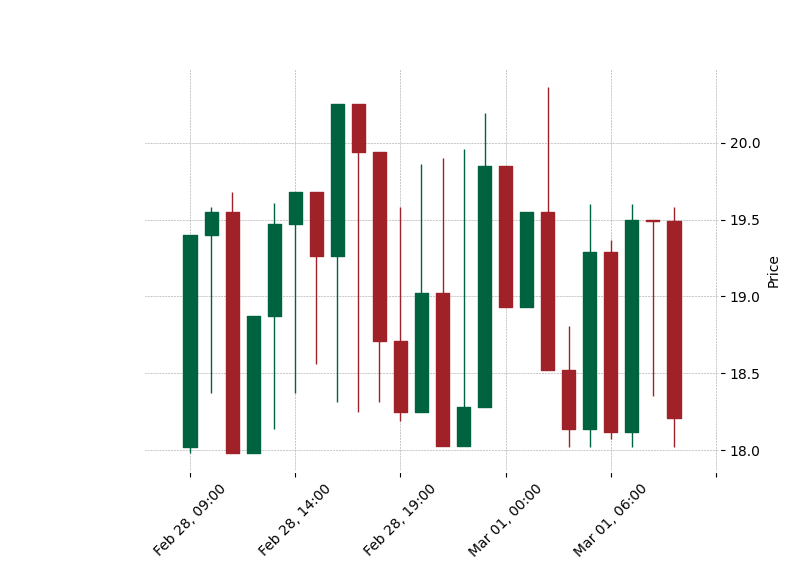 20.0
19.5
19.0
18.5
18.0
Price
Feb 28, 09:00
Feb 28, 14:00
Feb 28, 19:00
Mar 01, 00:00
Mar 01, 06:00